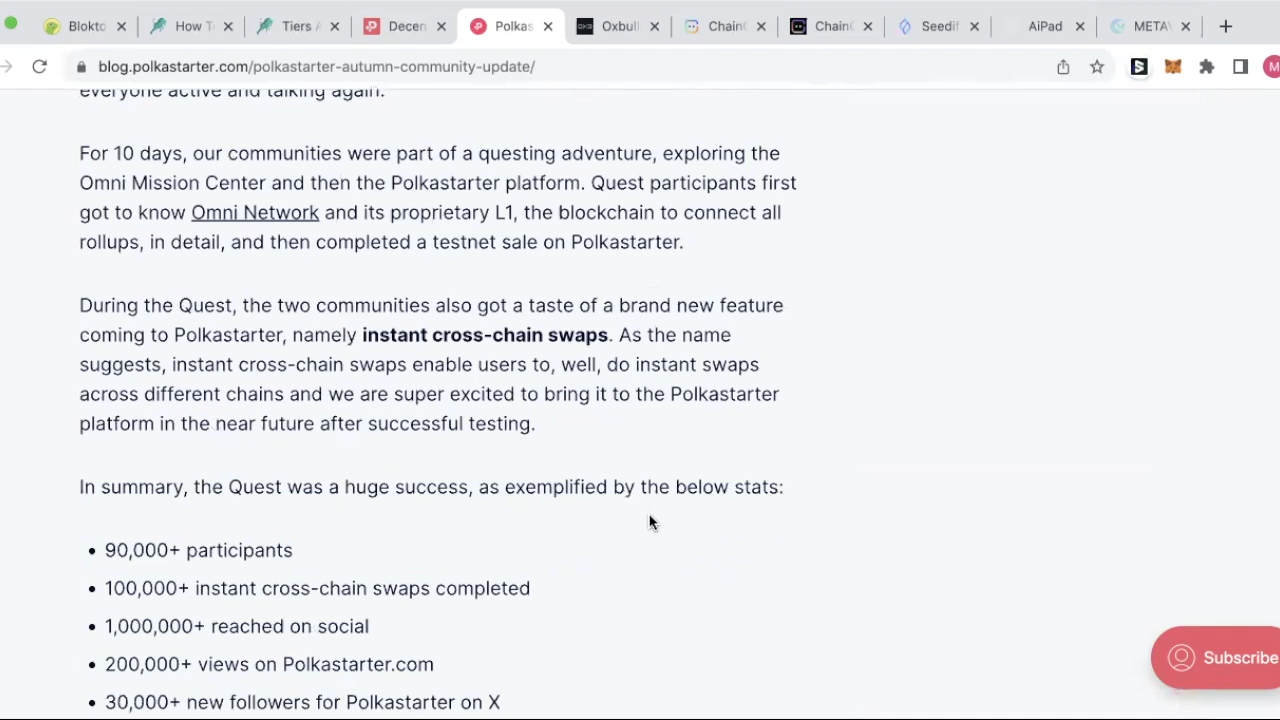 Blokto
How T
Tiers.
Decen
Polkas
Oxbull
ChainG
ChainG
Seedif
AiPad
META
blog.polkastarter.com/polkastarter-autumn-community-update/
everyone active and talking again.
For 10 days, our communities were part of a questing adventure, exploring the
Omni Mission Center and then the Polkastarter platform. Quest participants first
got to know Omni Network and its proprietary L1, the blockchain to connect all
rollups, in detail, and then completed a testnet sale on Polkastarter.
During the Quest, the two communities also got a taste of a brand new feature
coming to Polkastarter, namely instant cross-chain swaps. As the name
suggests, instant cross-chain swaps enable users to, well, do instant swaps
across different chains and we are super excited to bring it to the Polkastarter
platform in the near future after successful testing.
In summary, the Quest was a huge success, as exemplified by the below stats:
• 90,000+ participants
• 100,000+ instant cross-chain swaps completed
• 1,000,000+ reached on social
• 200,000+ views on Polkastarter.com
• 30,000+ new followers for Polkastarter on X
Subscribe